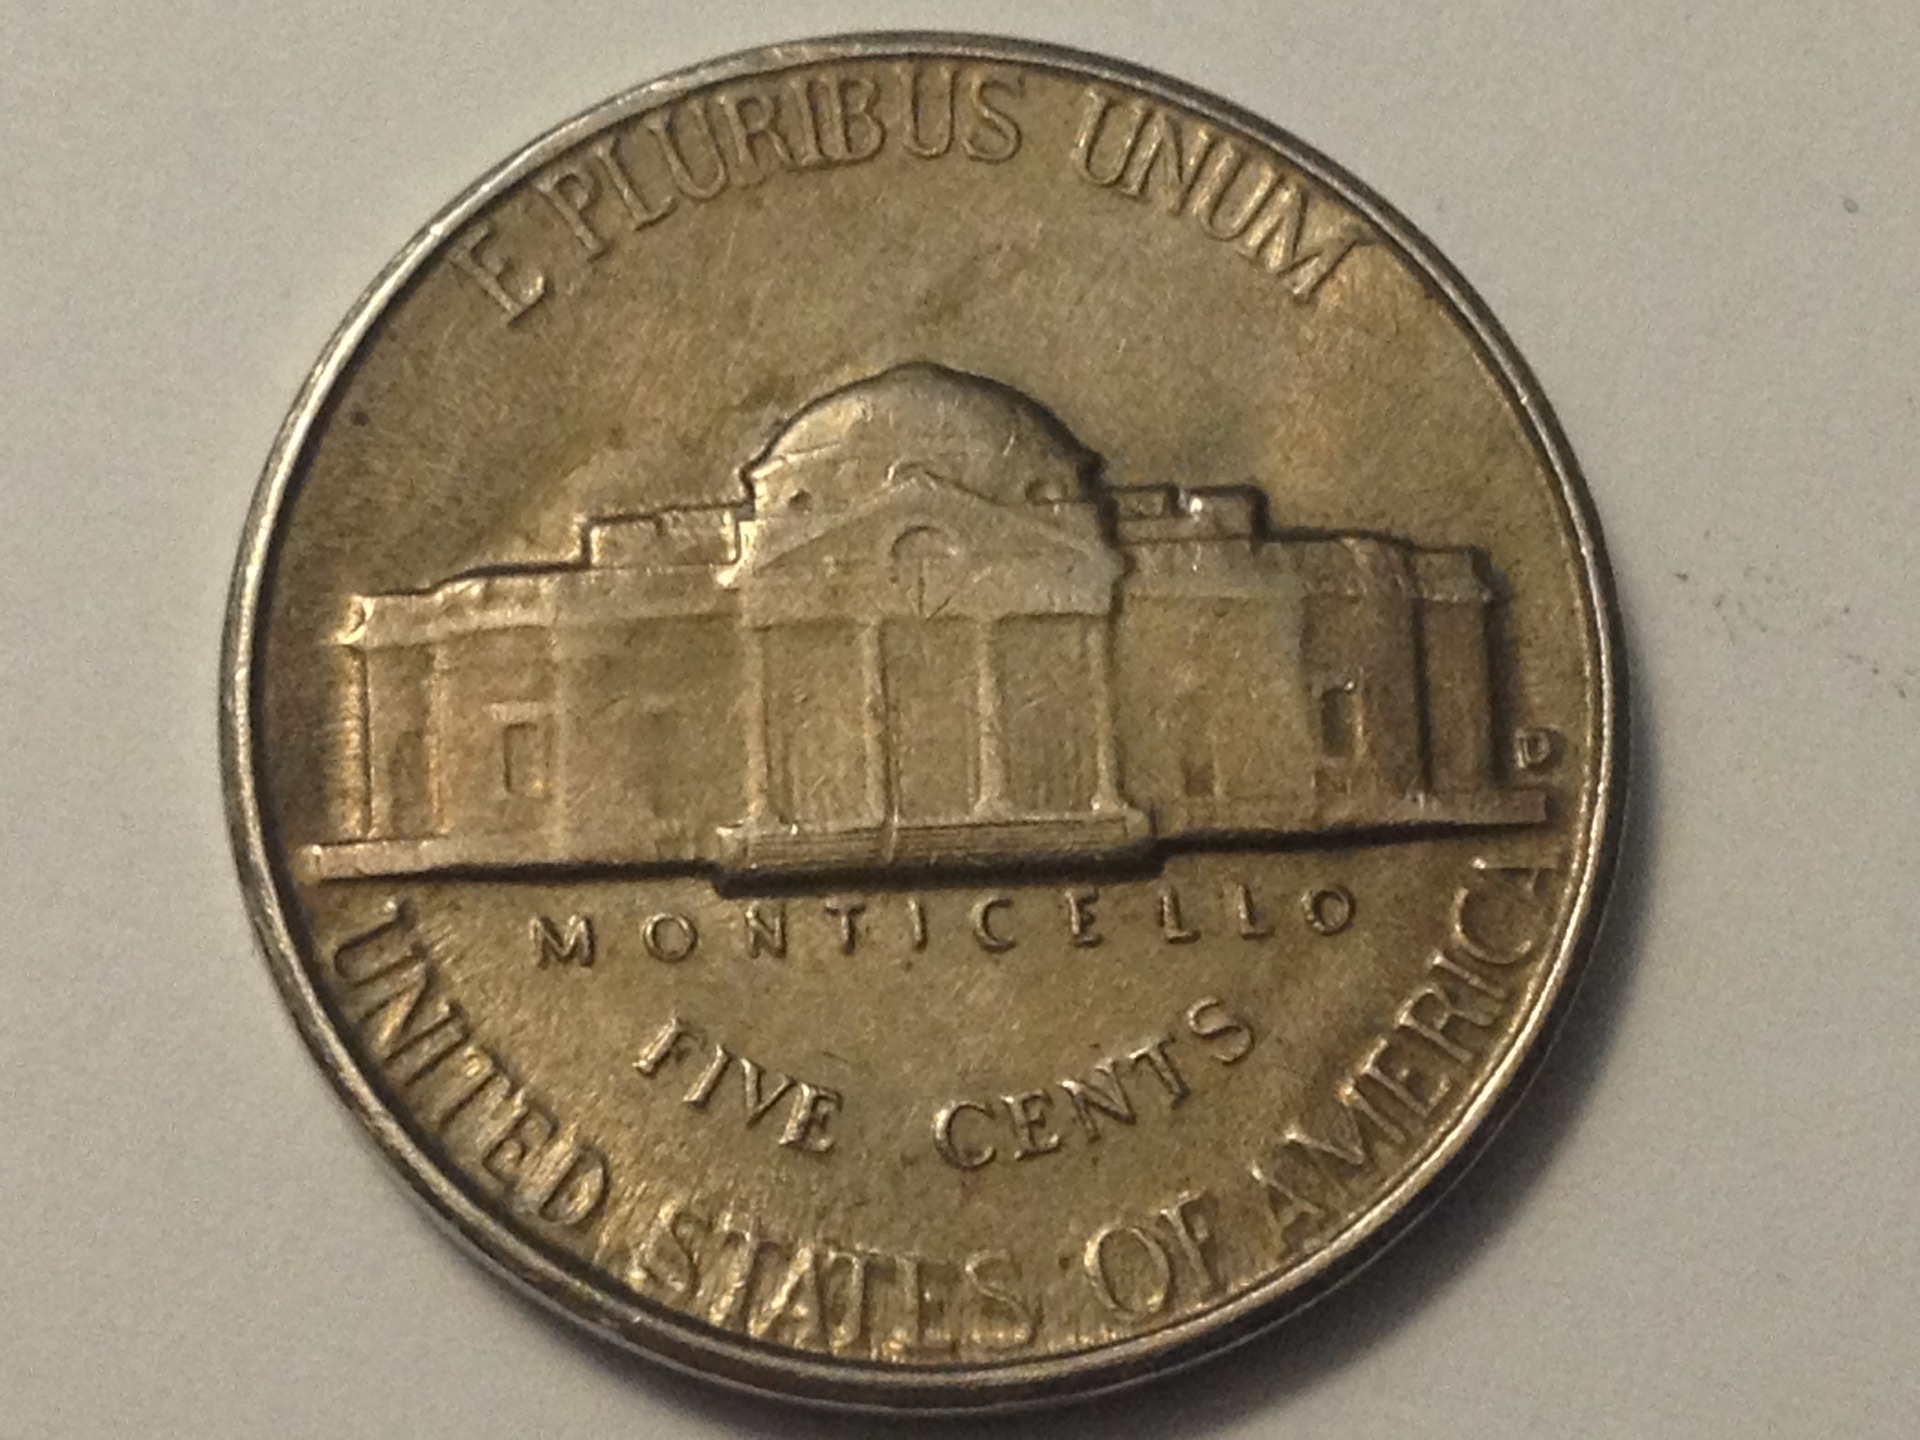 E PLURIBUS UNUM
D
MONTICELLO
FIVE CENTS
UNITED STATES OF AMERICA